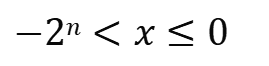 −2ⁿ < x ≤ 0